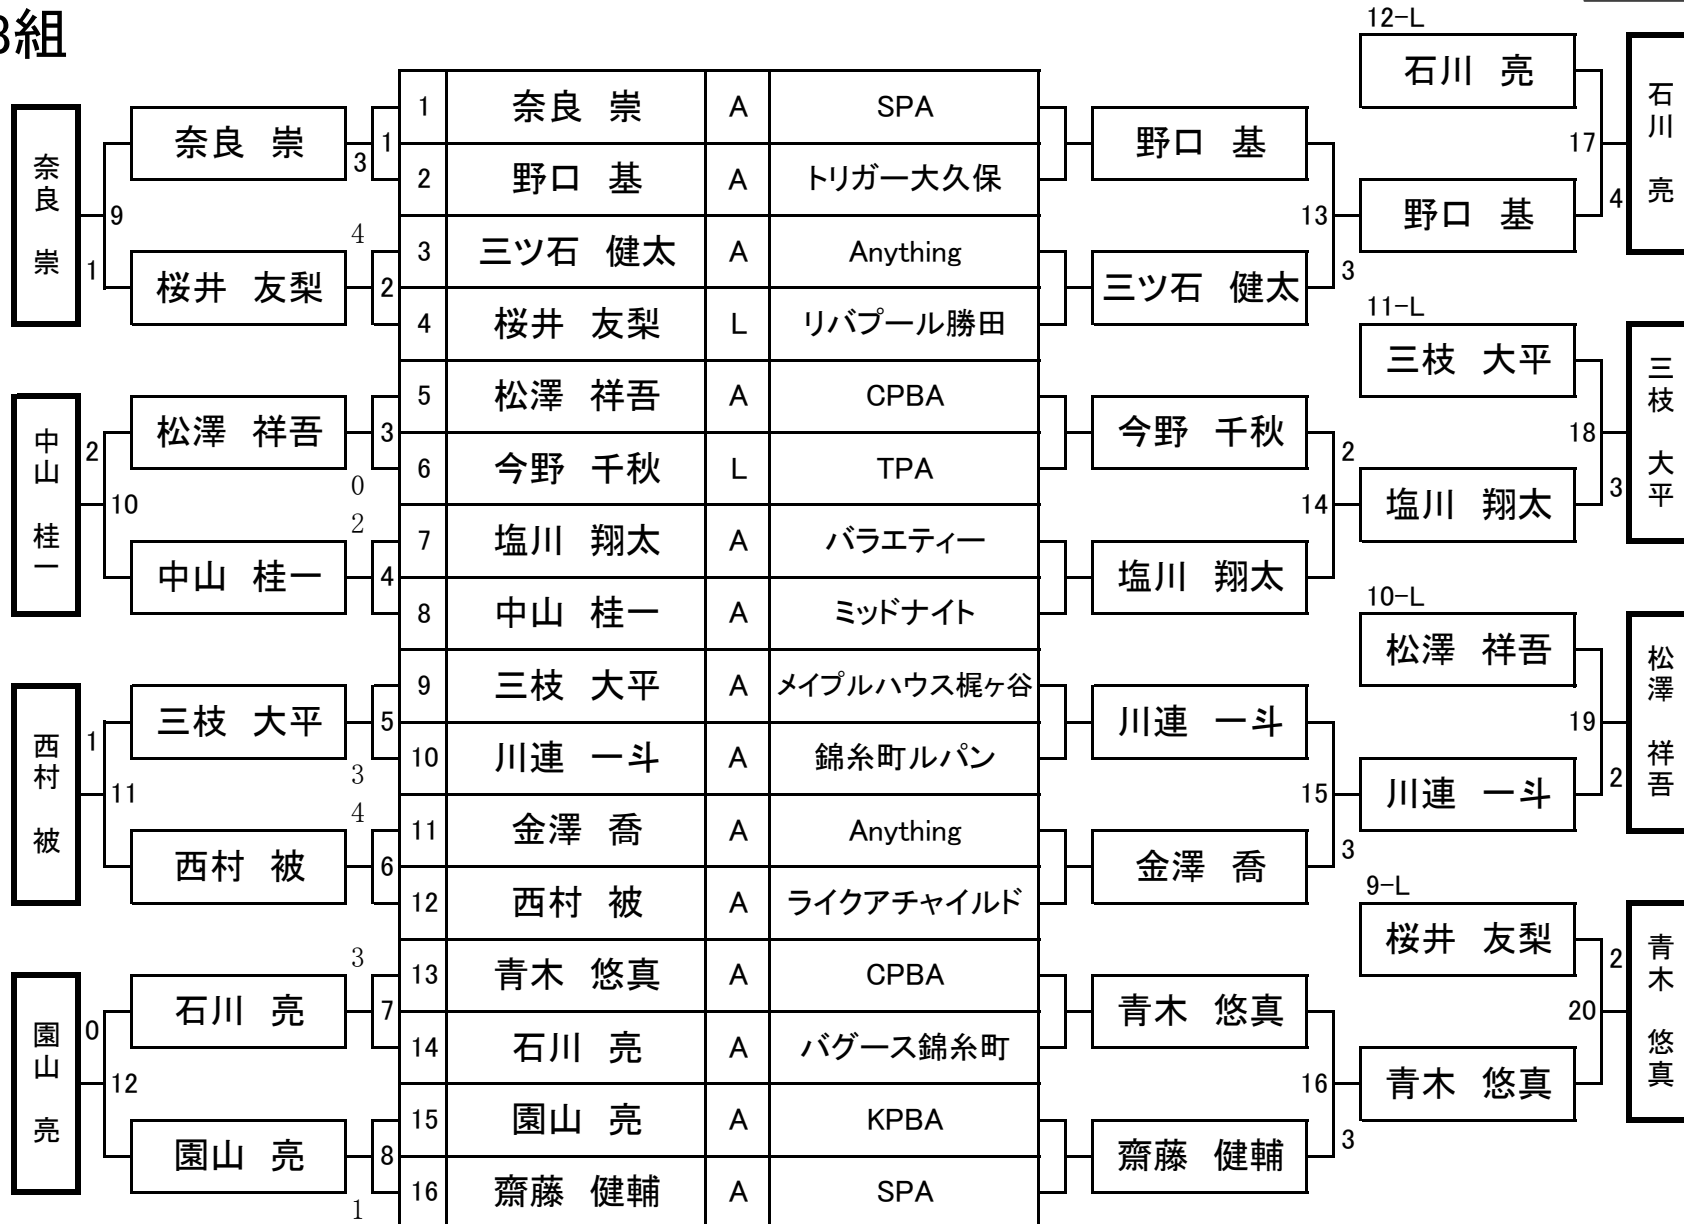 3組
1 奈良 崇 A SPA
2 野口 基 A トリガー大久保
3 三ツ石 健太 A Anything
4 桜井 友梨 L リバプール勝田
5 松澤 祥吾 A CPBA
6 今野 千秋 L TPA
7 塩川 翔太 A バラエティー
8 中山 桂一 A ミッドナイト
9 三枝 大平 A メイプルハウス梶ヶ谷
10 川連 一斗 A 錦糸町ルパン
11 金澤 喬 A Anything
12 西村 被 A ライクアチャイルド
13 青木 悠真 A CPBA
14 石川 亮 A バグース錦糸町
15 園山 亮 A KPBA
16 齋藤 健輔 A SPA
奈良 崇
3
1
桜井 友梨
4
2
9
1
奈良 崇
松澤 祥吾
3
0
中山 桂一
2
4
2
10
中山 桂一
三枝 大平
5
3
西村 被
4
6
1
11
西村 被
石川 亮
3
7
園山 亮
8
1
0
12
園山 亮
野口 基
三ツ石 健太
13
3
今野 千秋
塩川 翔太
2
14
川連 一斗
金澤 喬
15
3
青木 悠真
齋藤 健輔
16
3
12-L
石川 亮
野口 基
17
4
石川 亮
11-L
三枝 大平
塩川 翔太
18
3
三枝 大平
10-L
松澤 祥吾
川連 一斗
19
2
松澤 祥吾
9-L
桜井 友梨
青木 悠真
2
20
青木 悠真